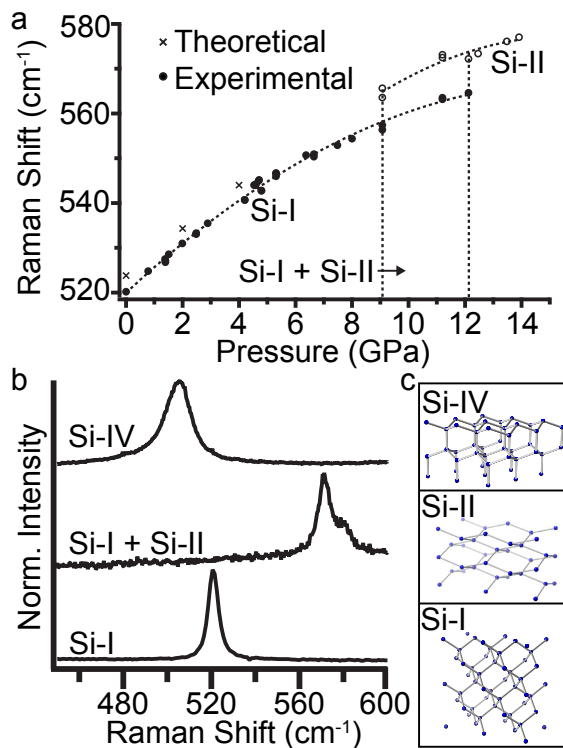 a
× Theoretical
● Experimental
Si-II
Si-I
Si-I + Si-II
580
560
540
520
Raman Shift (cm⁻¹)
0 2 4 6 8 10 12 14
Pressure (GPa)
b
Si-IV
Si-I + Si-II
Si-I
Norm. Intensity
480 520 560 600
Raman Shift (cm⁻¹)
c
Si-IV
Si-II
Si-I